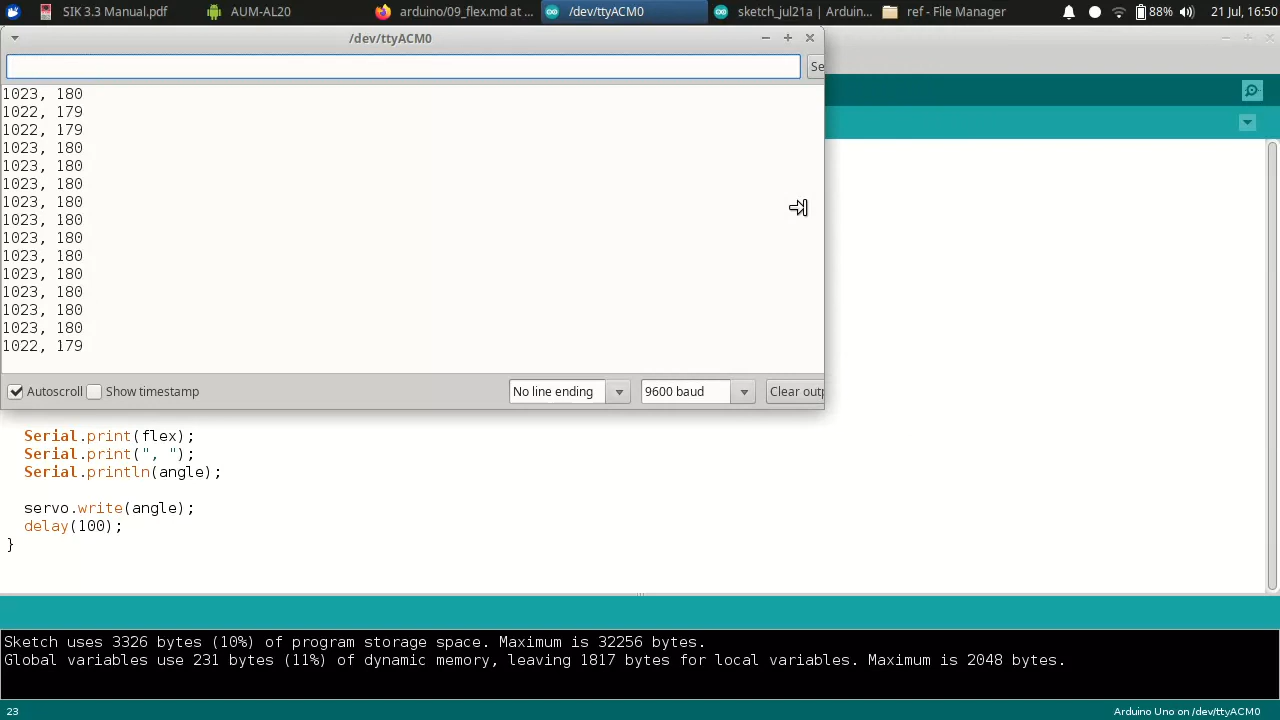 SIK 3.3 Manual.pdf
AUM-AL20
arduino/09_flex.md at ...
/dev/ttyACM0
sketch_jul21a | Arduin...
ref - File Manager
88%
21 Jul, 16:50
/dev/ttyACM0
Se
1023, 180
1022, 179
1022, 179
1023, 180
1023, 180
1023, 180
1023, 180
1023, 180
1023, 180
1023, 180
1023, 180
1023, 180
1023, 180
1023, 180
1022, 179
Autoscroll
Show timestamp
No line ending
9600 baud
Clear outp
Serial.print(flex);
Serial.print(", ");
Serial.println(angle);
servo.write(angle);
delay(100);
}
Sketch uses 3326 bytes (10%) of program storage space. Maximum is 32256 bytes.
Global variables use 231 bytes (11%) of dynamic memory, leaving 1817 bytes for local variables. Maximum is 2048 bytes.
23
Arduino Uno on /dev/ttyACM0